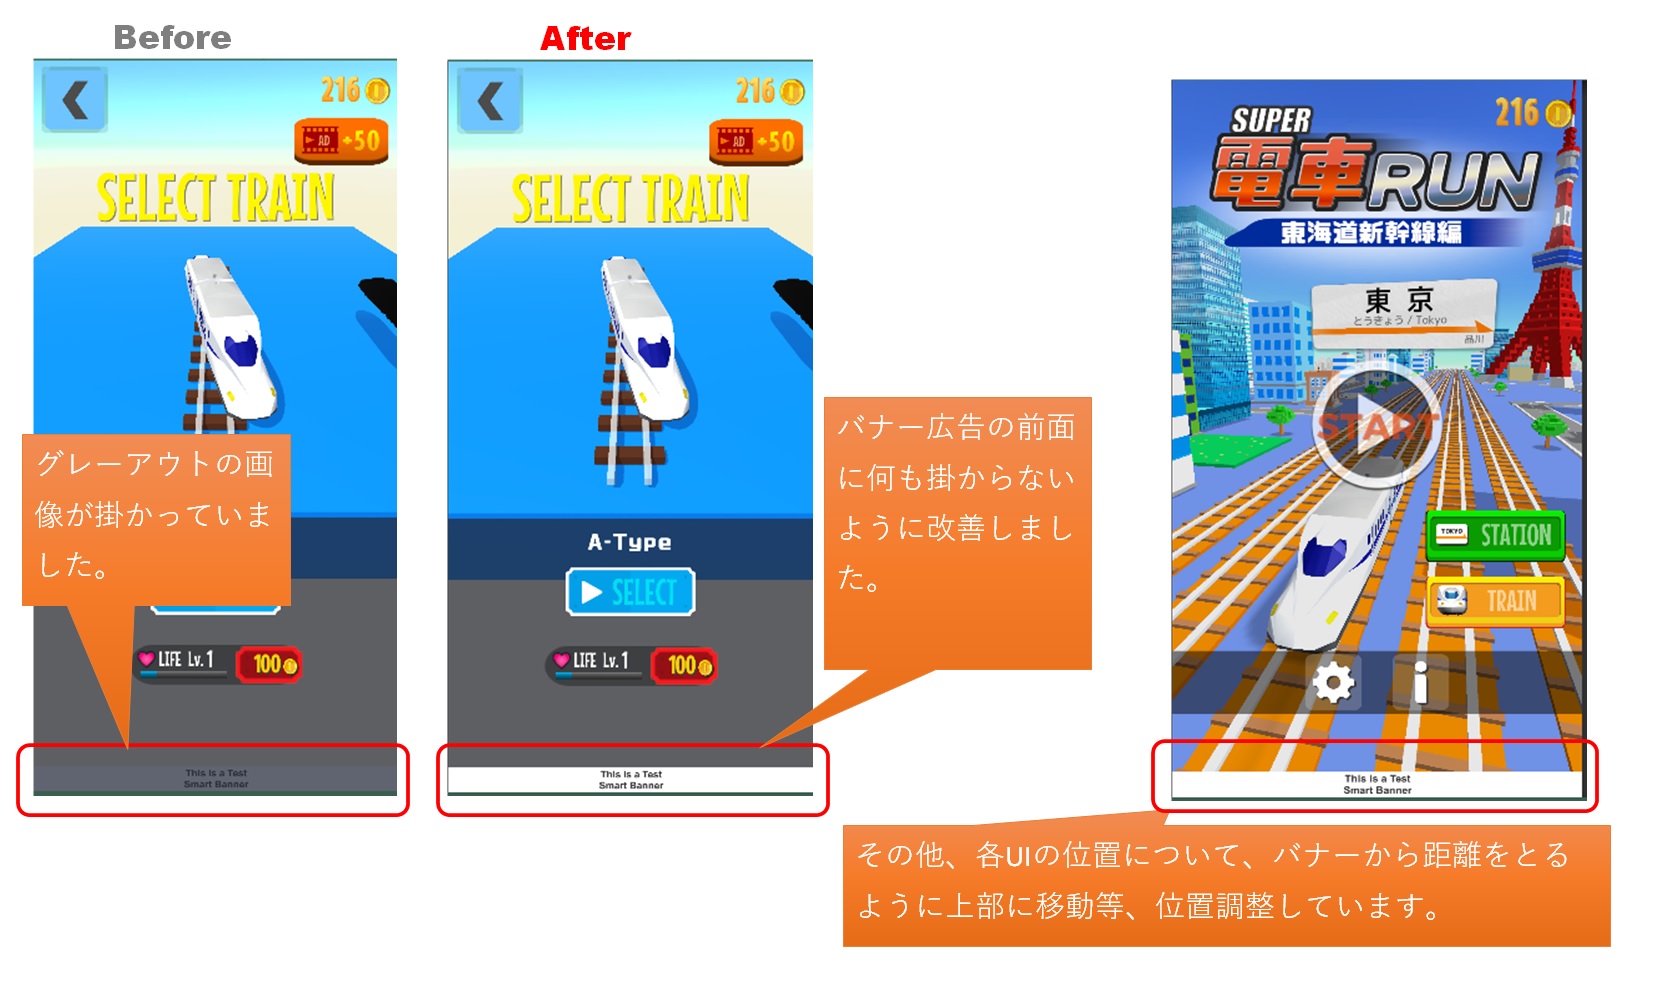 Before
216
AD +50
SELECT TRAIN
グレーアウトの画
像が掛かっていま
した。
LIFE Lv.1
100
This is a Test
Smart Banner
After
216
AD +50
SELECT TRAIN
A-Type
SELECT
LIFE Lv.1
100
This is a Test
Smart Banner
バナー広告の前面
に何も掛からない
ように改善しまし
た。
216
SUPER
電車RUN
東海道新幹線編
東京
とうきょう / Tokyo
品川
START
TOKYO
STATION
TRAIN
This is a Test
Smart Banner
その他、各UIの位置について、バナーから距離をとる
ように上部に移動等、位置調整しています。